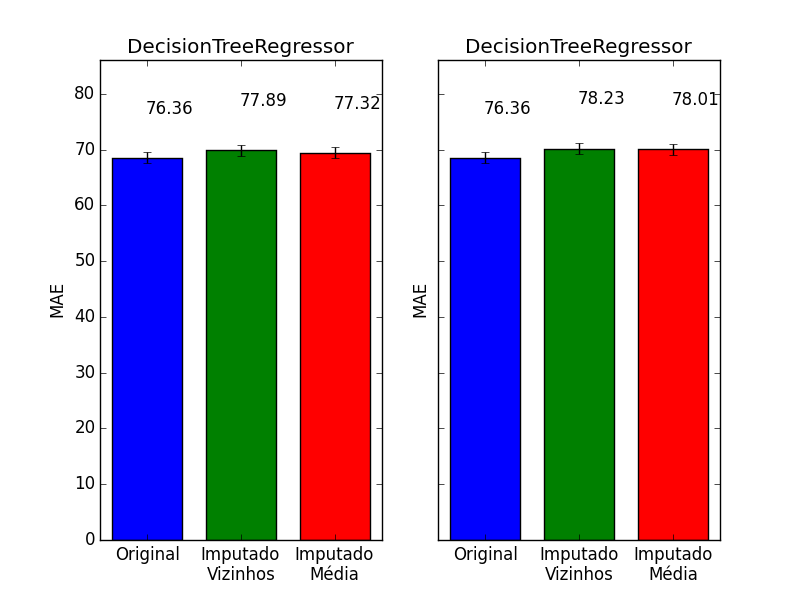 DecisionTreeRegressor
MAE
80
70
60
50
40
30
20
10
0
76.36
77.89
77.32
Original
Imputado
Vizinhos
Imputado
Média
DecisionTreeRegressor
MAE
76.36
78.23
78.01
Original
Imputado
Vizinhos
Imputado
Média